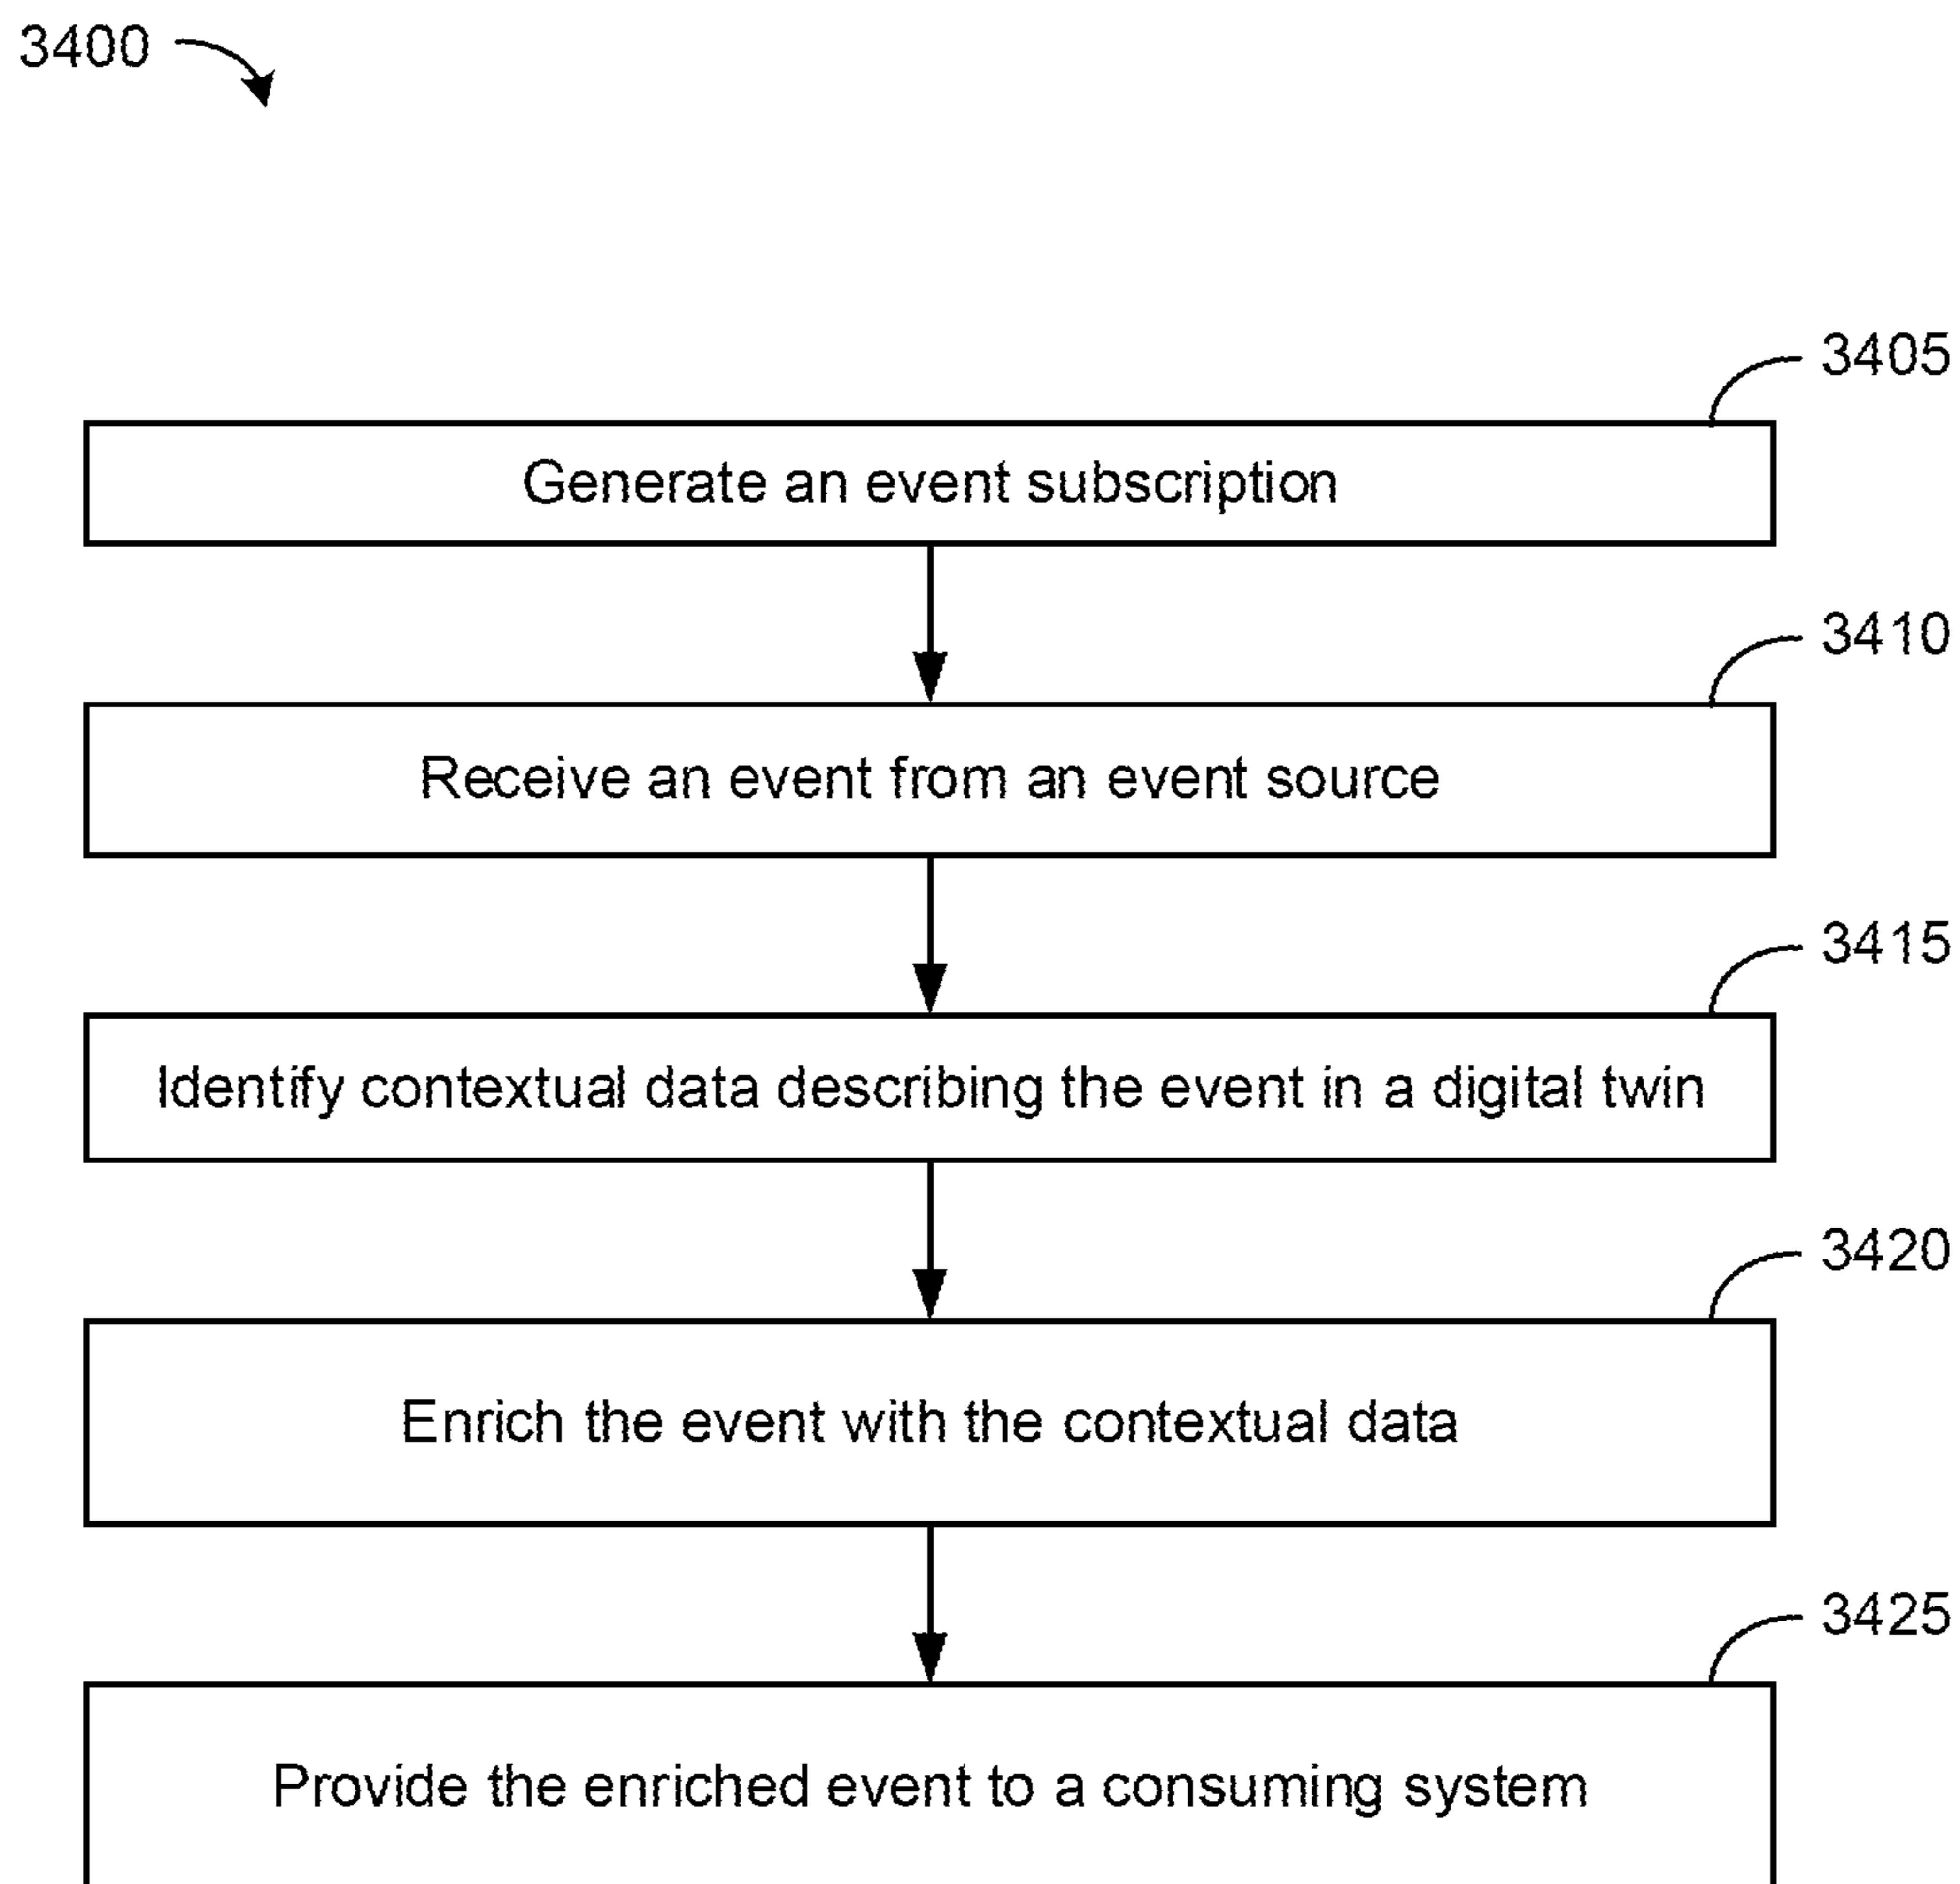 3400
3405
Generate an event subscription
3410
Receive an event from an event source
3415
Identify contextual data describing the event in a digital twin
3420
Enrich the event with the contextual data
3425
Provide the enriched event to a consuming system